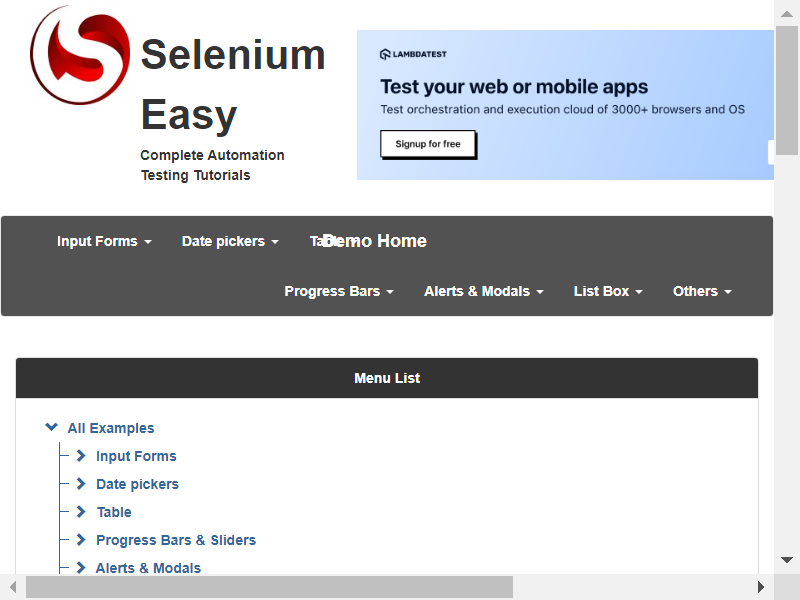 Selenium
Easy
Complete Automation
Testing Tutorials
LAMBDATEST
Test your web or mobile apps
Test orchestration and execution cloud of 3000+ browsers and OS
Signup for free
Input Forms
Date pickers
Table
Demo Home
Progress Bars
Alerts & Modals
List Box
Others
Menu List
All Examples
Input Forms
Date pickers
Table
Progress Bars & Sliders
Alerts & Modals